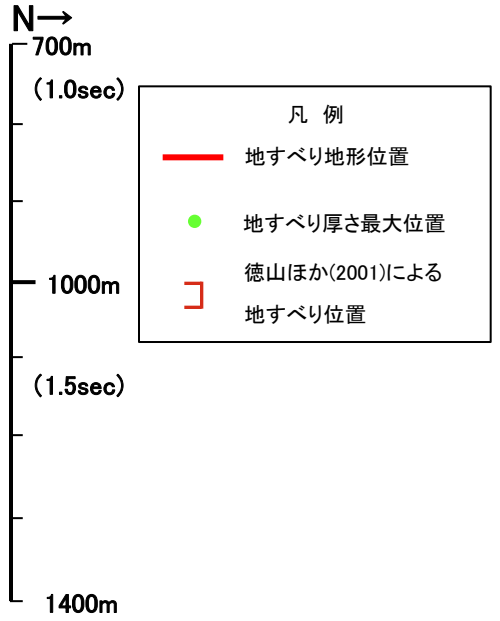 N→
700m
(1.0sec)
凡 例
地すべり地形位置
地すべり厚さ最大位置
徳山ほか(2001)による
地すべり位置
1000m
(1.5sec)
1400m